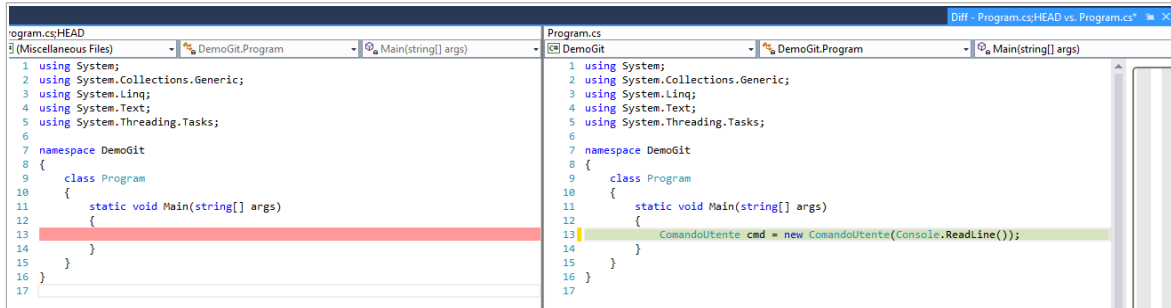 Diff - Program.cs;HEAD vs. Program.cs*
rogram.cs;HEAD
(Miscellaneous Files) DemoGit.Program Main(string[] args)
1 using System;
2 using System.Collections.Generic;
3 using System.Linq;
4 using System.Text;
5 using System.Threading.Tasks;
6
7 namespace DemoGit
8 {
9 class Program
10 {
11 static void Main(string[] args)
12 {
13
14 }
15 }
16 }
17
Program.cs
C# DemoGit DemoGit.Program Main(string[] args)
1 using System;
2 using System.Collections.Generic;
3 using System.Linq;
4 using System.Text;
5 using System.Threading.Tasks;
6
7 namespace DemoGit
8 {
9 class Program
10 {
11 static void Main(string[] args)
12 {
13 ComandoUtente cmd = new ComandoUtente(Console.ReadLine());
14 }
15 }
16 }
17